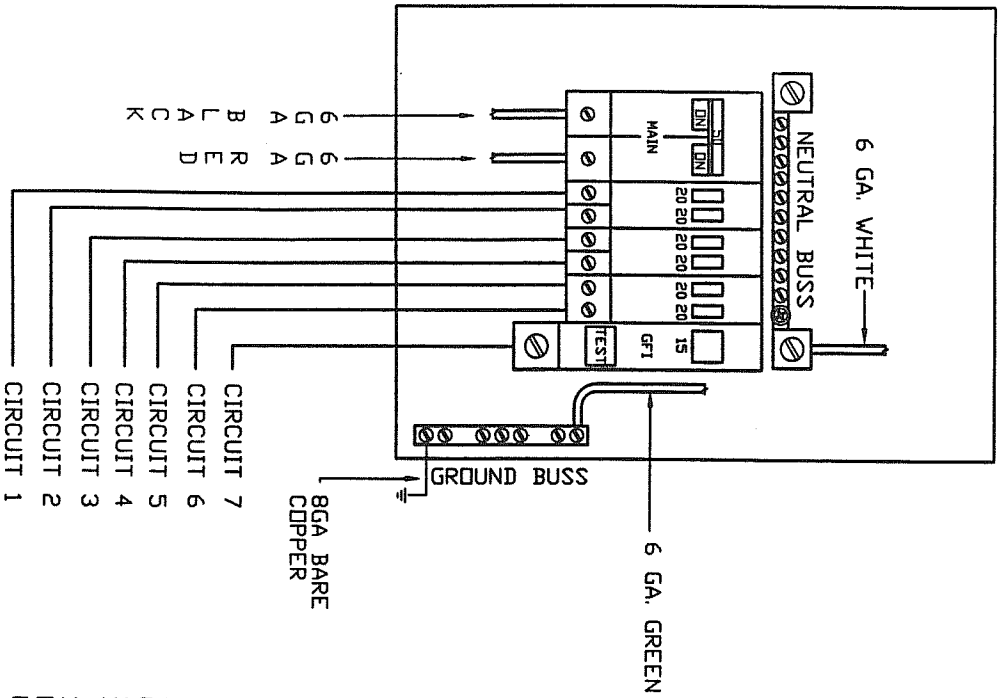 6 GA. WHITE
NEUTRAL BUSS
50
ON
ON
MAIN
20 20
20 20
20 20
15
GFI
TEST
6 GA BLACK
6 GA RED
6 GA. GREEN
GROUND BUSS
8GA BARE
COPPER
CIRCUIT 7
CIRCUIT 6
CIRCUIT 5
CIRCUIT 4
CIRCUIT 3
CIRCUIT 2
CIRCUIT 1